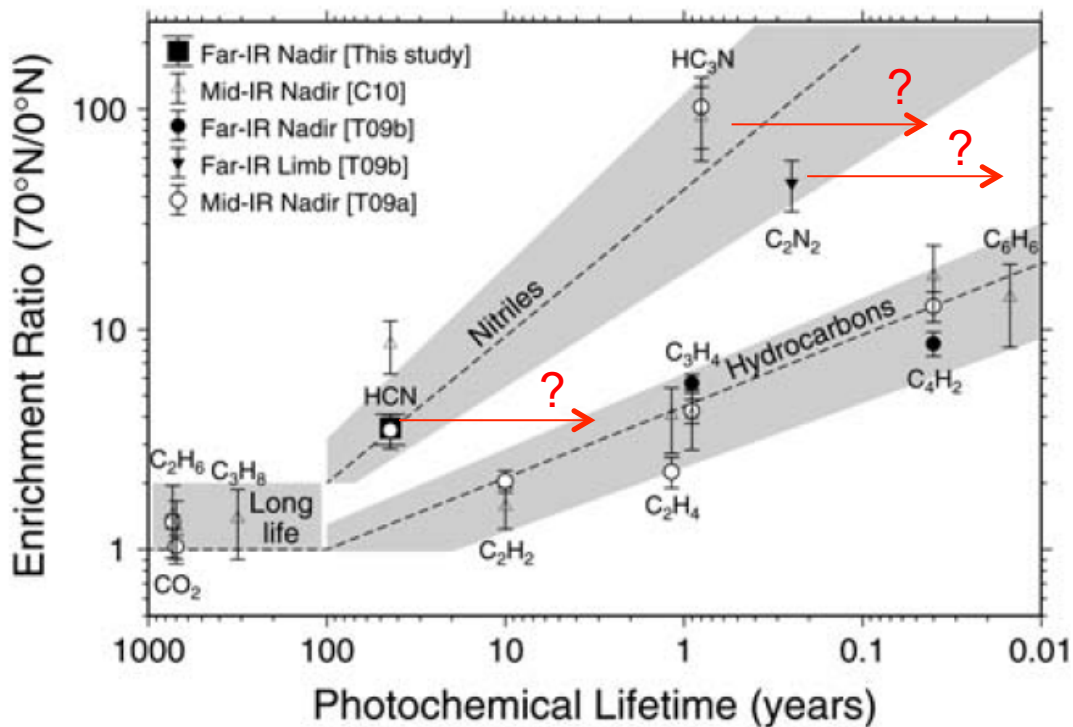 Far-IR Nadir [This study]
Mid-IR Nadir [C10]
Far-IR Nadir [T09b]
Far-IR Limb [T09b]
Mid-IR Nadir [T09a]
HC₃N
?
?
C₂N₂
C₆H₆
Nitriles
C₃H₄
Hydrocarbons
HCN
?
C₄H₂
C₂H₆
C₃H₈
Long
life
C₂H₄
C₂H₂
CO₂
100
10
1
Enrichment Ratio (70°N/0°N)
1000
100
10
1
0.1
0.01
Photochemical Lifetime (years)